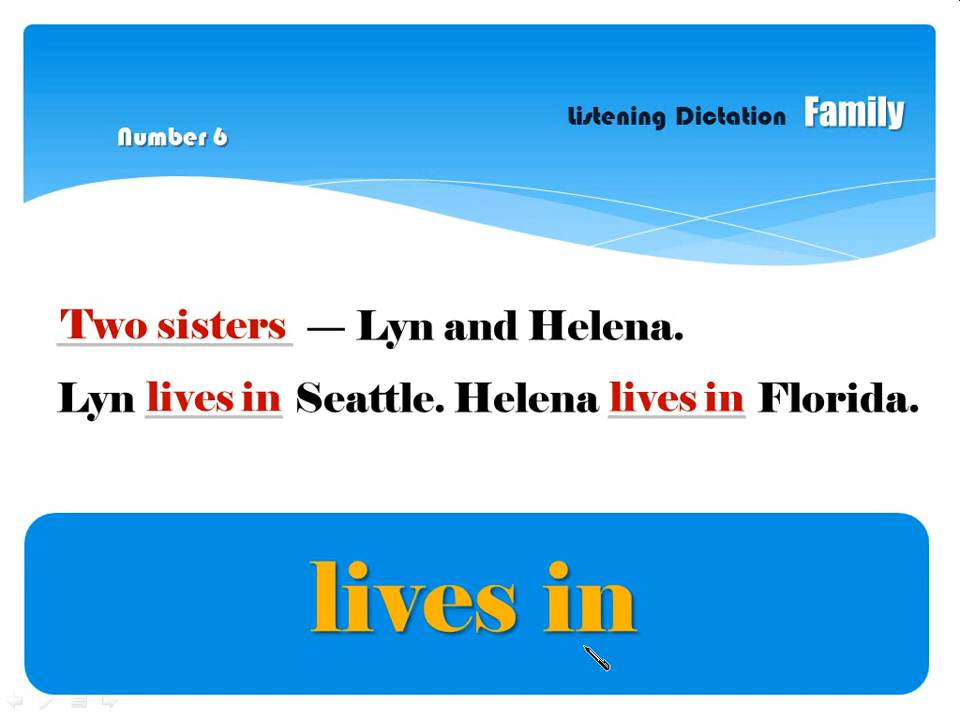 Listening Dictation Family
Number 6
Two sisters — Lyn and Helena.
Lyn lives in Seattle. Helena lives in Florida.
lives in